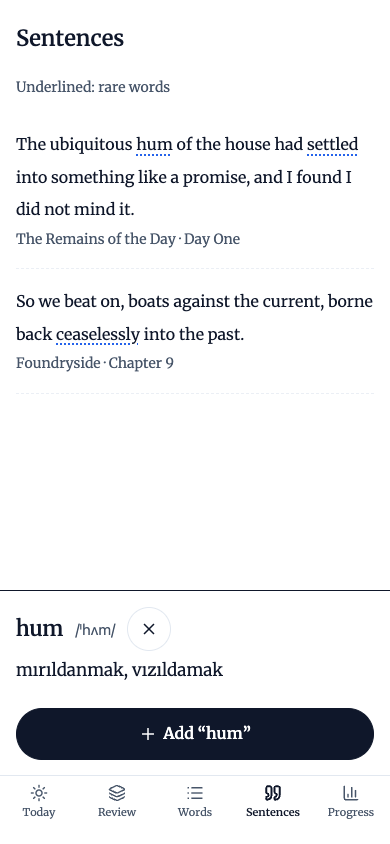 Sentences
Underlined: rare words
The ubiquitous hum of the house had settled
into something like a promise, and I found I
did not mind it.
The Remains of the Day · Day One
So we beat on, boats against the current, borne
back ceaselessly into the past.
Foundryside · Chapter 9
hum /ˈhʌm/
mırıldanmak, vızıldamak
Add “hum”
Today Review Words Sentences Progress